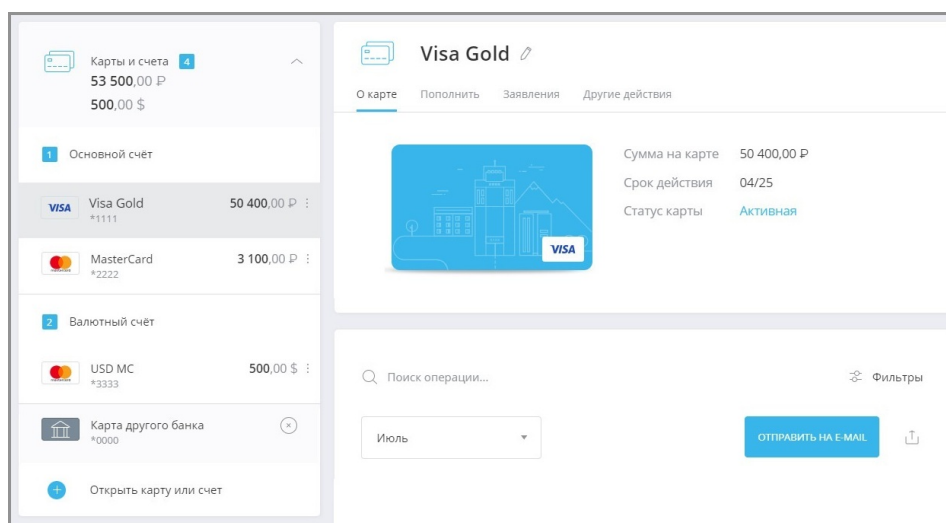 Карты и счета 4
53 500,00 ₽
500,00 $
1 Основной счёт
VISA Visa Gold 50 400,00 ₽
*1111
MasterCard 3 100,00 ₽
*2222
2 Валютный счёт
USD MC 500,00 $
*3333
Карта другого банка
*0000
Открыть карту или счет
Visa Gold
О карте Пополнить Заявления Другие действия
VISA
Сумма на карте 50 400,00 ₽
Срок действия 04/25
Статус карты Активная
Поиск операции... Фильтры
Июль ОТПРАВИТЬ НА E-MAIL